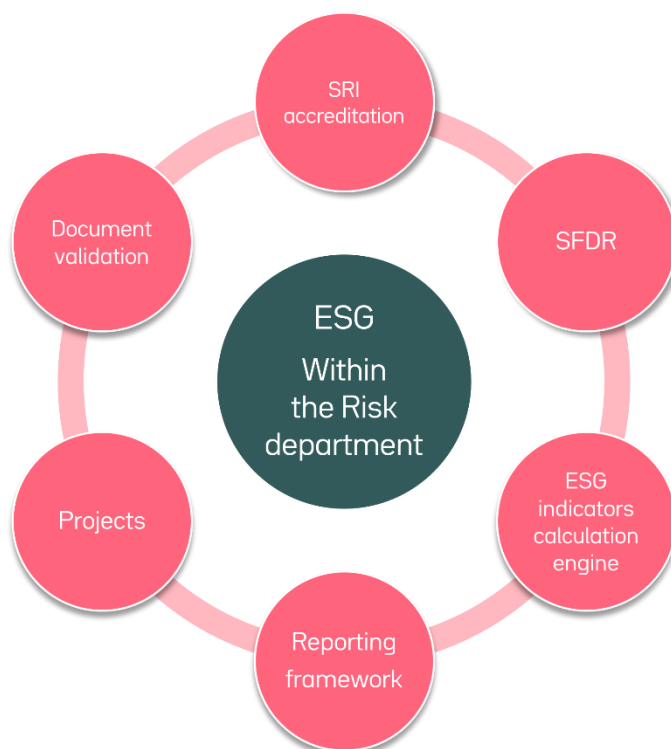 SRI
accreditation
Document
validation
SFDR
ESG
Within
the Risk
department
Projects
ESG
indicators
calculation
engine
Reporting
framework